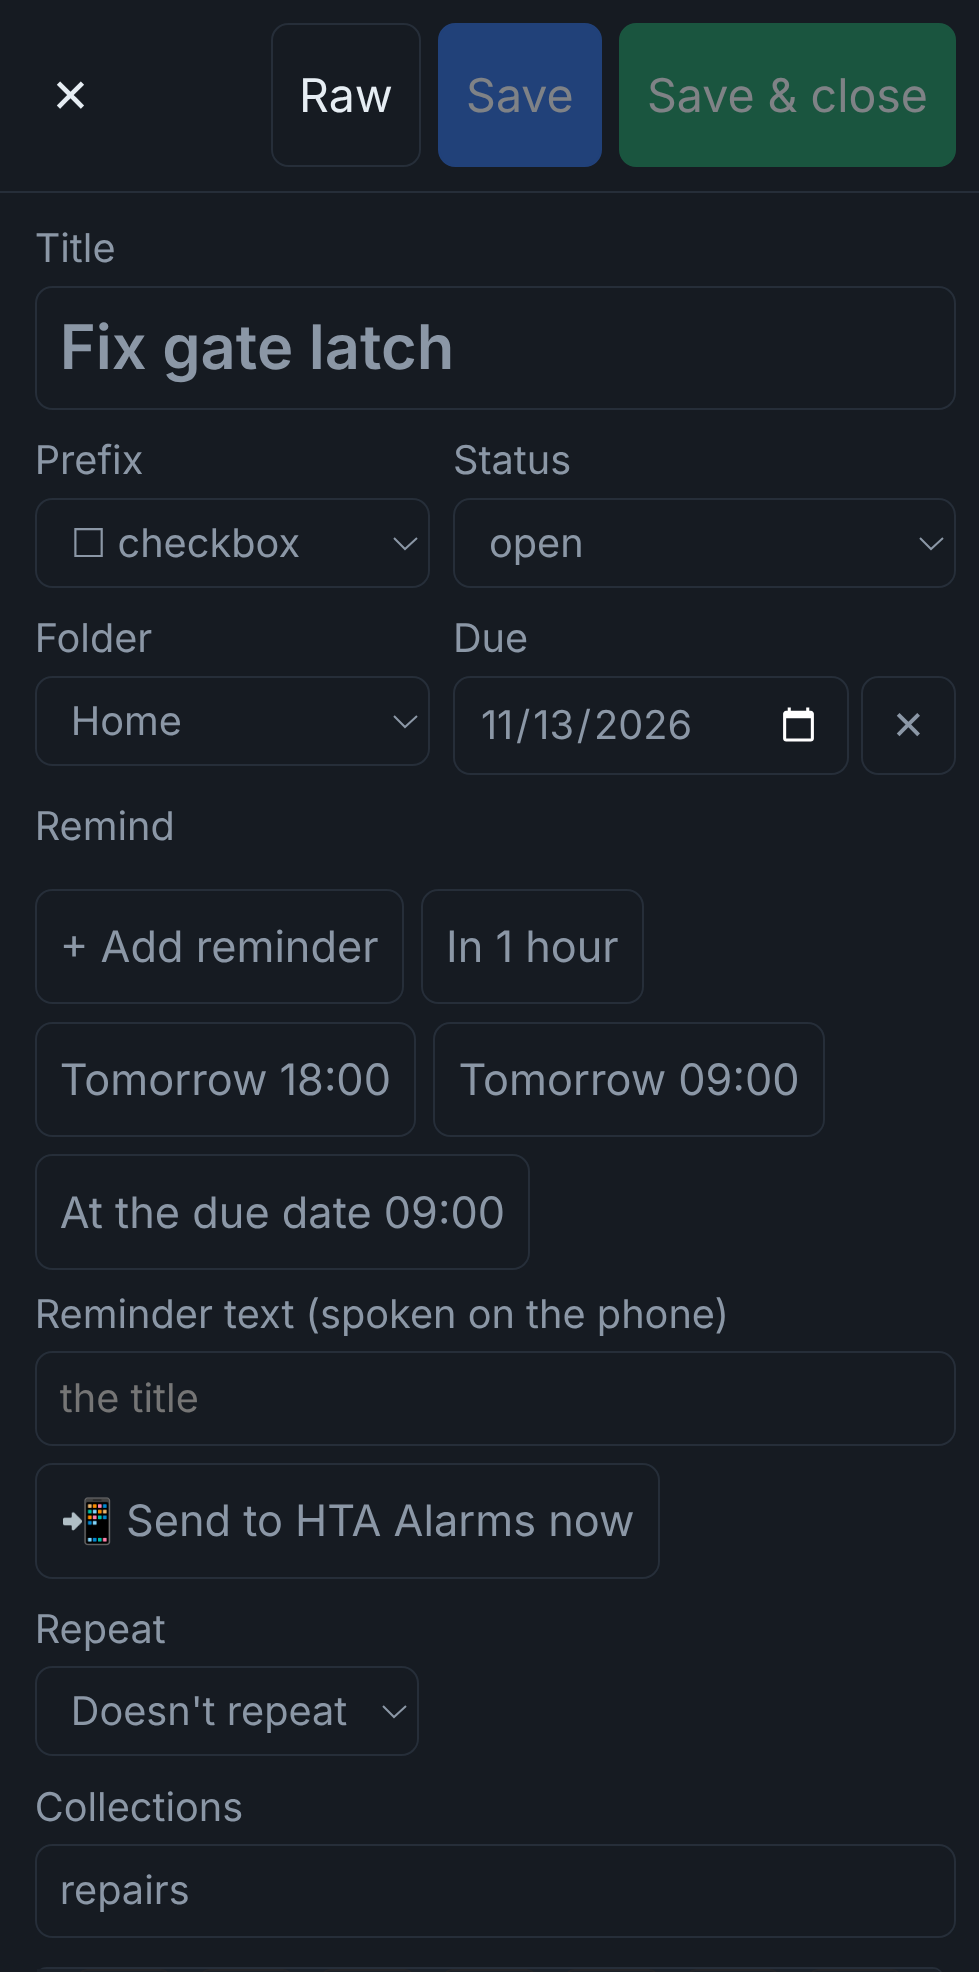 ✕ Raw Save Save & close
Title
Fix gate latch
Prefix Status
☐ checkbox open
Folder Due
Home 11/13/2026 ✕
Remind
+ Add reminder In 1 hour
Tomorrow 18:00 Tomorrow 09:00
At the due date 09:00
Reminder text (spoken on the phone)
the title
📲 Send to HTA Alarms now
Repeat
Doesn't repeat
Collections
repairs